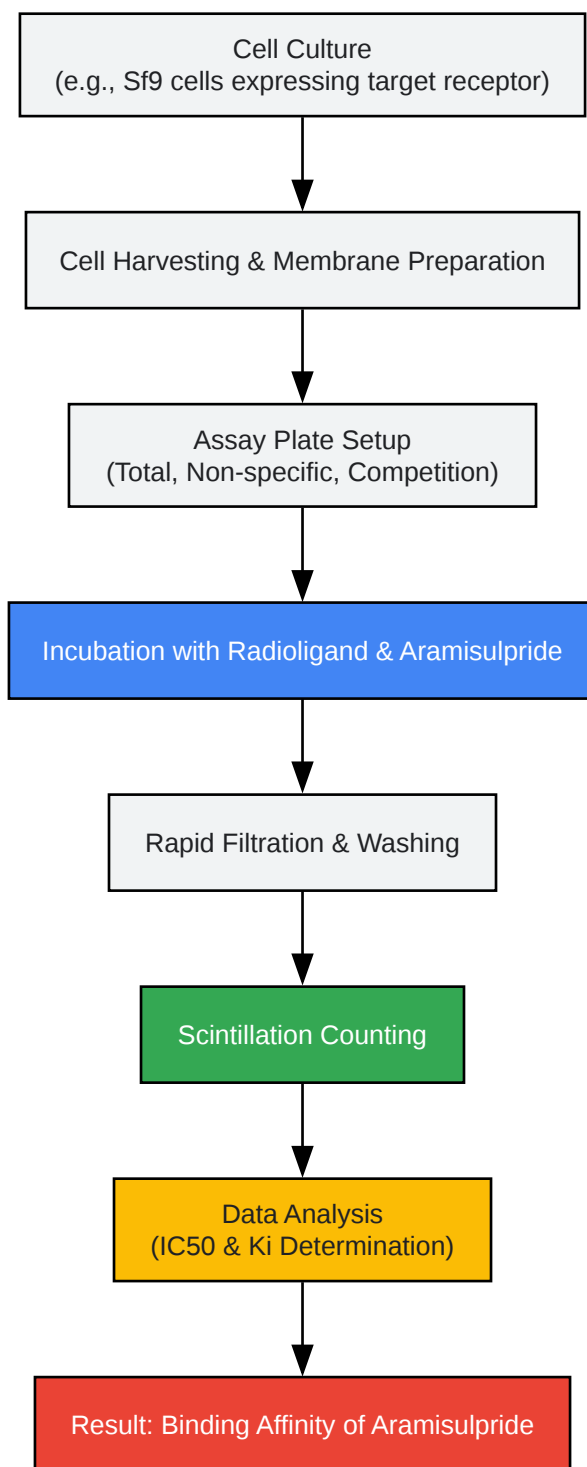 Cell Culture
(e.g., Sf9 cells expressing target receptor)
Cell Harvesting & Membrane Preparation
Assay Plate Setup
(Total, Non-specific, Competition)
Incubation with Radioligand & Aramisulpride
Rapid Filtration & Washing
Scintillation Counting
Data Analysis
(IC50 & Ki Determination)
Result: Binding Affinity of Aramisulpride